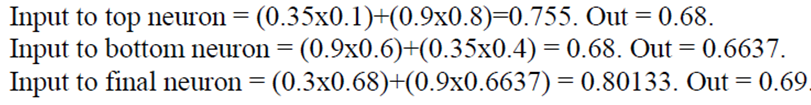 Input to top neuron = (0.35x0.1)+(0.9x0.8)=0.755. Out = 0.68.
Input to bottom neuron = (0.9x0.6)+(0.35x0.4) = 0.68. Out = 0.6637.
Input to final neuron = (0.3x0.68)+(0.9x0.6637) = 0.80133. Out = 0.69.